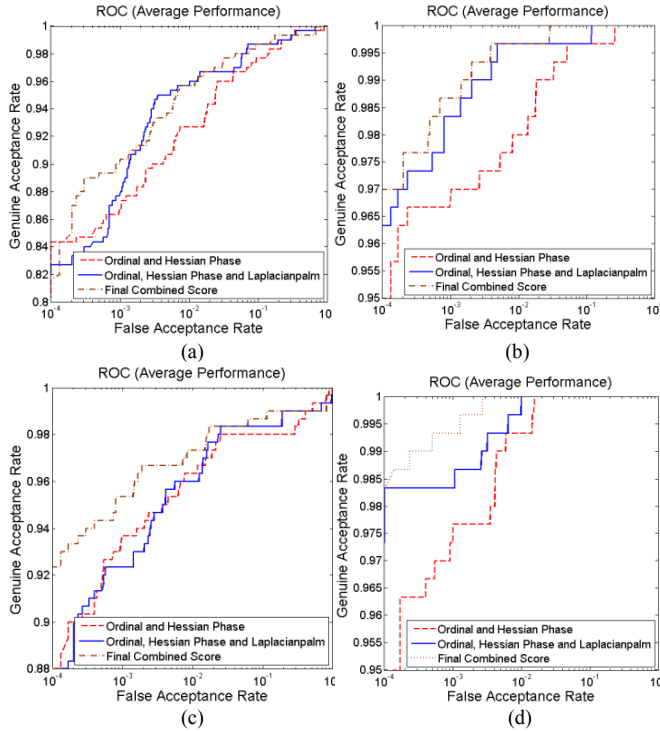 ROC (Average Performance)
Genuine Acceptance Rate
1
0.98
0.96
0.94
0.92
0.9
0.88
0.86
0.84
0.82
0.8
Ordinal and Hessian Phase
Ordinal, Hessian Phase and Laplacianpalm
Final Combined Score
10-4
10-3
10-2
10-1
100
False Acceptance Rate
(a)
ROC (Average Performance)
Genuine Acceptance Rate
1
0.995
0.99
0.985
0.98
0.975
0.97
0.965
0.96
0.955
0.95
Ordinal and Hessian Phase
Ordinal, Hessian Phase and Laplacianpalm
Final Combined Score
10-4
10-3
10-2
10-1
100
False Acceptance Rate
(b)
ROC (Average Performance)
Genuine Acceptance Rate
1
0.98
0.96
0.94
0.92
0.9
0.88
Ordinal and Hessian Phase
Ordinal, Hessian Phase and Laplacianpalm
Final Combined Score
10-4
10-3
10-2
10-1
100
False Acceptance Rate
(c)
ROC (Average Performance)
Genuine Acceptance Rate
1
0.995
0.99
0.985
0.98
0.975
0.97
0.965
0.96
0.955
0.95
Ordinal and Hessian Phase
Ordinal, Hessian Phase and Laplacianpalm
Final Combined Score
10-4
10-3
10-2
10-1
100
False Acceptance Rate
(d)